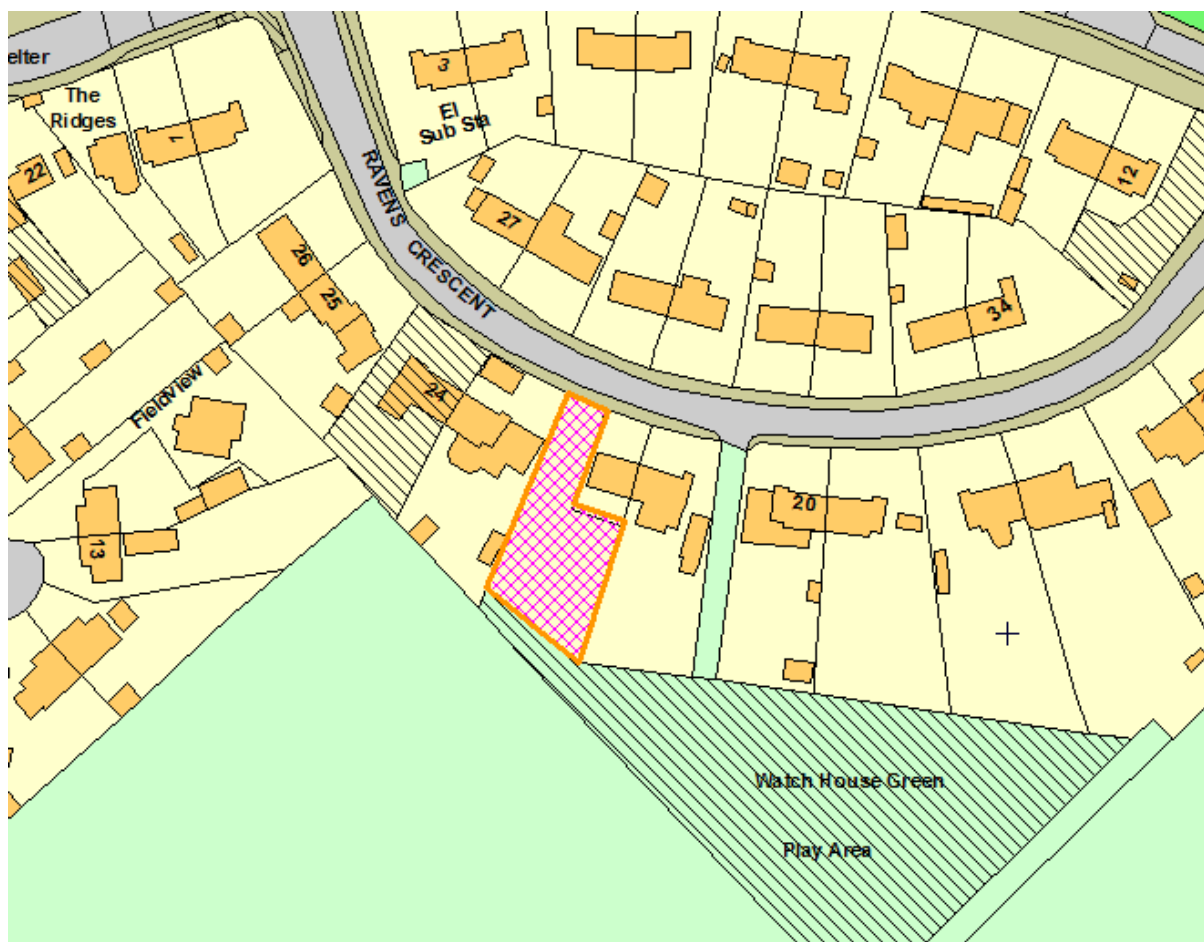 elter
The
Ridges
22
1
3
El
Sub Sta
12
RAVENS CRESCENT
27
26
25
34
Fieldview
24
20
13
Watch House Green
Play Area